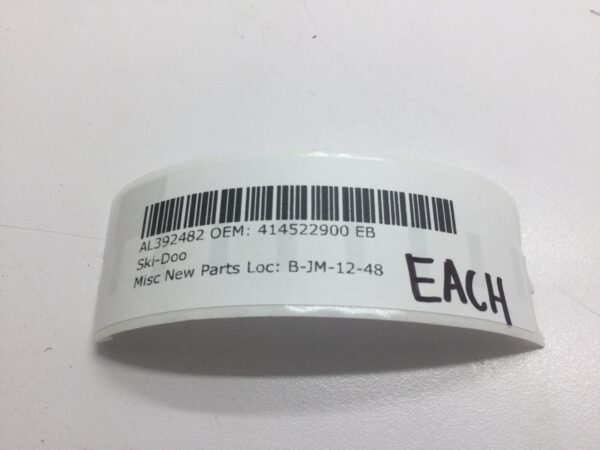 AL392482 OEM: 414522900 EB
Ski-Doo
Misc New Parts Loc: B-JM-12-48
EACH